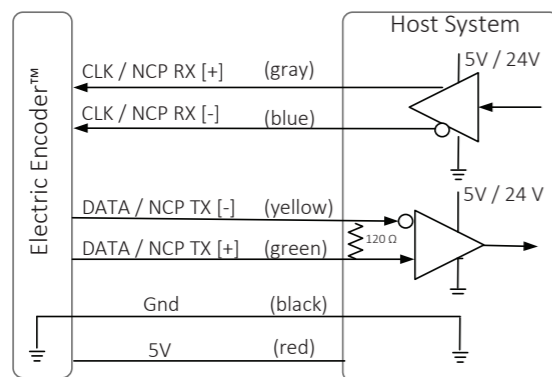 Host System
5V / 24V
CLK / NCP RX [+] (gray)
CLK / NCP RX [-] (blue)
Electric Encoder™
5V / 24 V
DATA / NCP TX [-] (yellow)
120 Ω
DATA / NCP TX [+] (green)
Gnd (black)
5V (red)